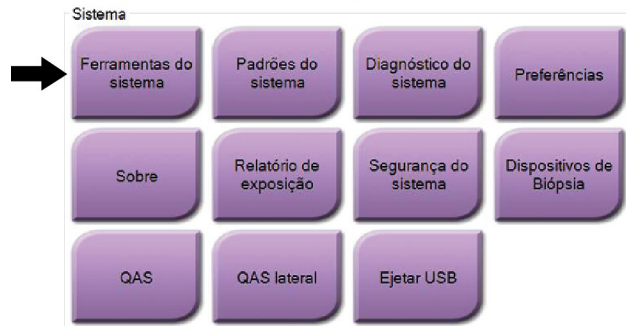 Sistema
Ferramentas do
sistema
Padrões do
sistema
Diagnóstico do
sistema
Preferências
Sobre
Relatório de
exposição
Segurança do
sistema
Dispositivos de
Biópsia
QAS
QAS lateral
Ejetar USB